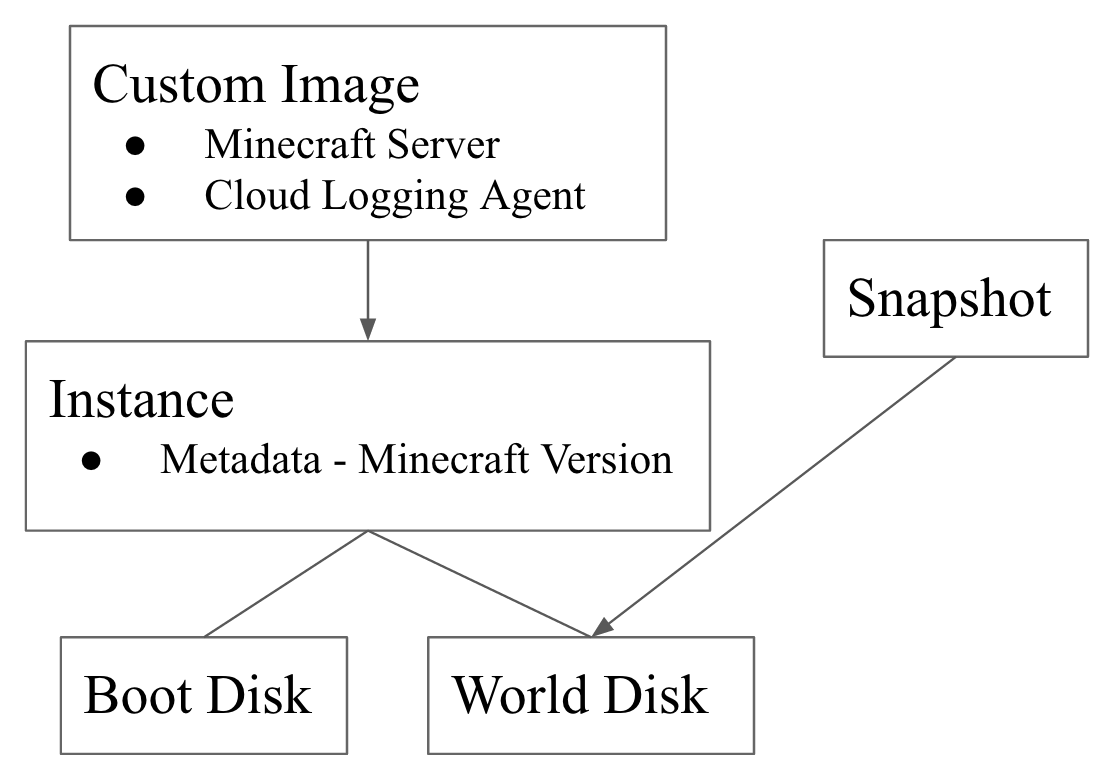 Custom Image
● Minecraft Server
● Cloud Logging Agent
Snapshot
Instance
● Metadata - Minecraft Version
Boot Disk
World Disk